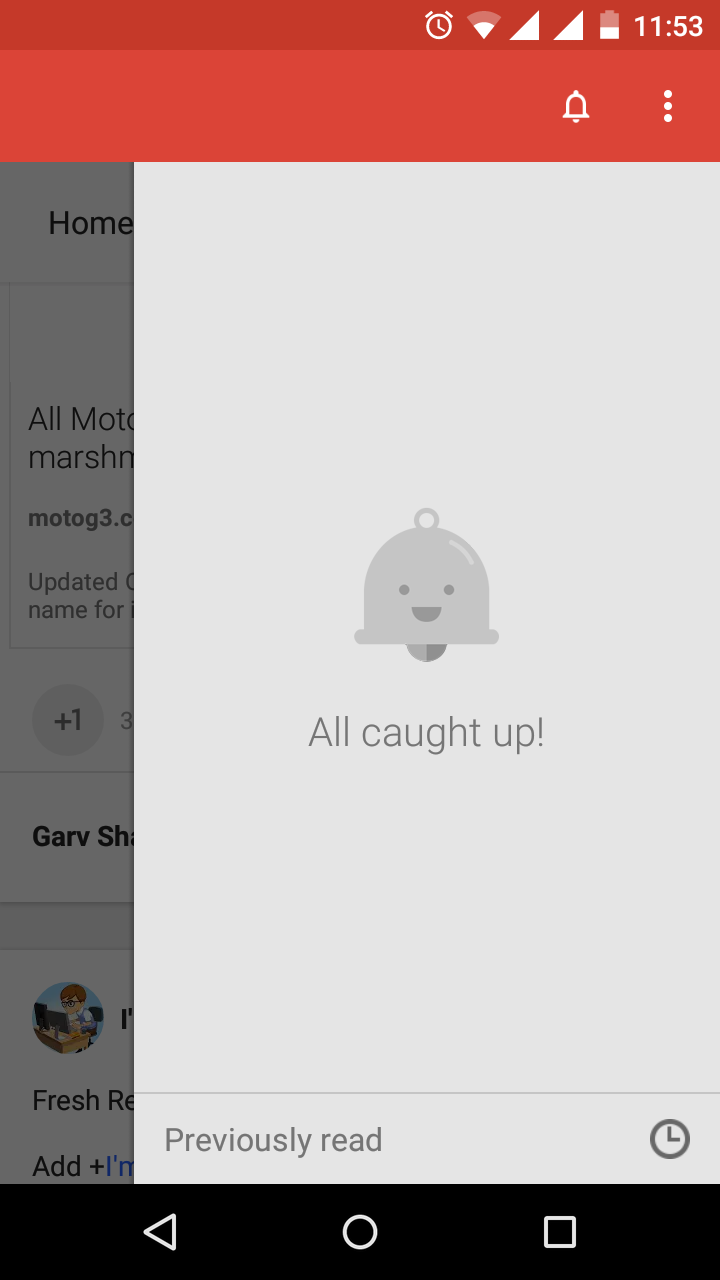 11:53
Home
All Moto
marshm
motog3.c
Updated
name for i
+1
3
Garv Sha
I'
Fresh Re
Add +I'm
All caught up!
Previously read